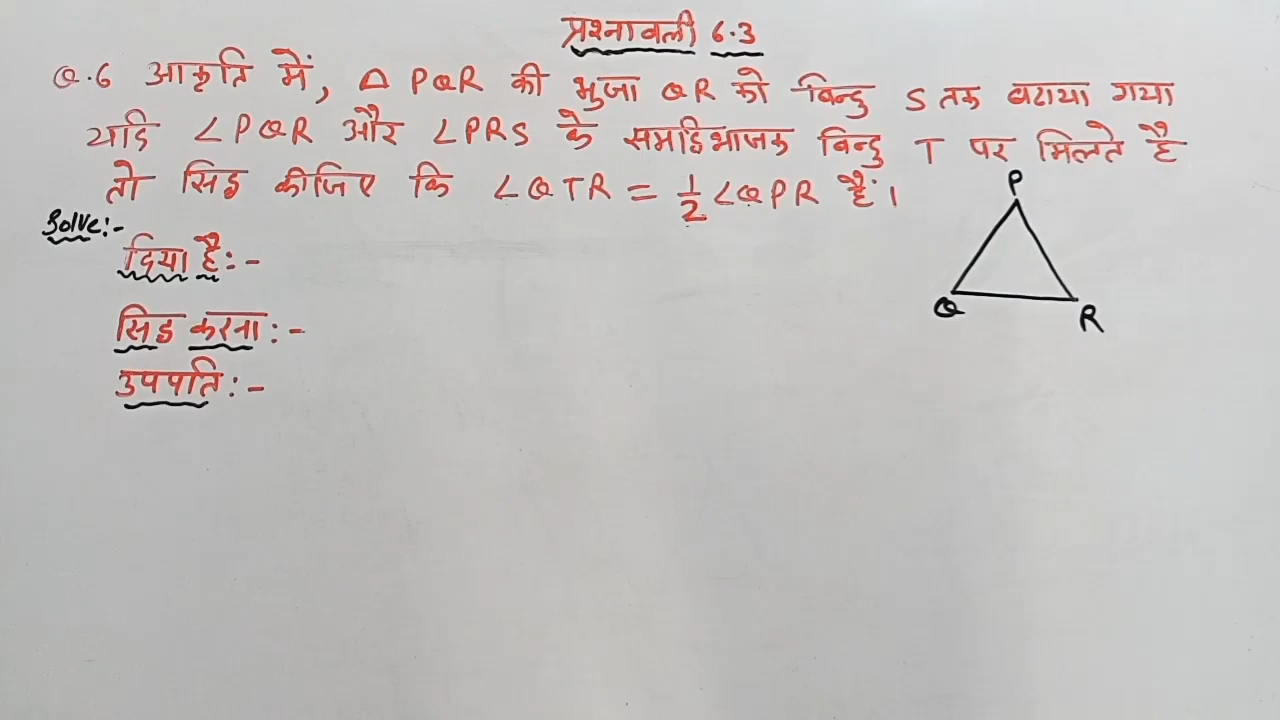 प्रश्नावली 6.3
Q.6 आकृति में, △ PQR की भुजा QR को बिन्दु S तक बढाया गया
यदि ∠PQR और ∠PRS के समद्विभाजक बिन्दु T पर मिलते है
तो सिद्ध कीजिए कि ∠QTR = 1/2 ∠QPR हैं।
P
Solve:-
दिया है:-
Q
R
सिद्ध करना:-
उपपति:-